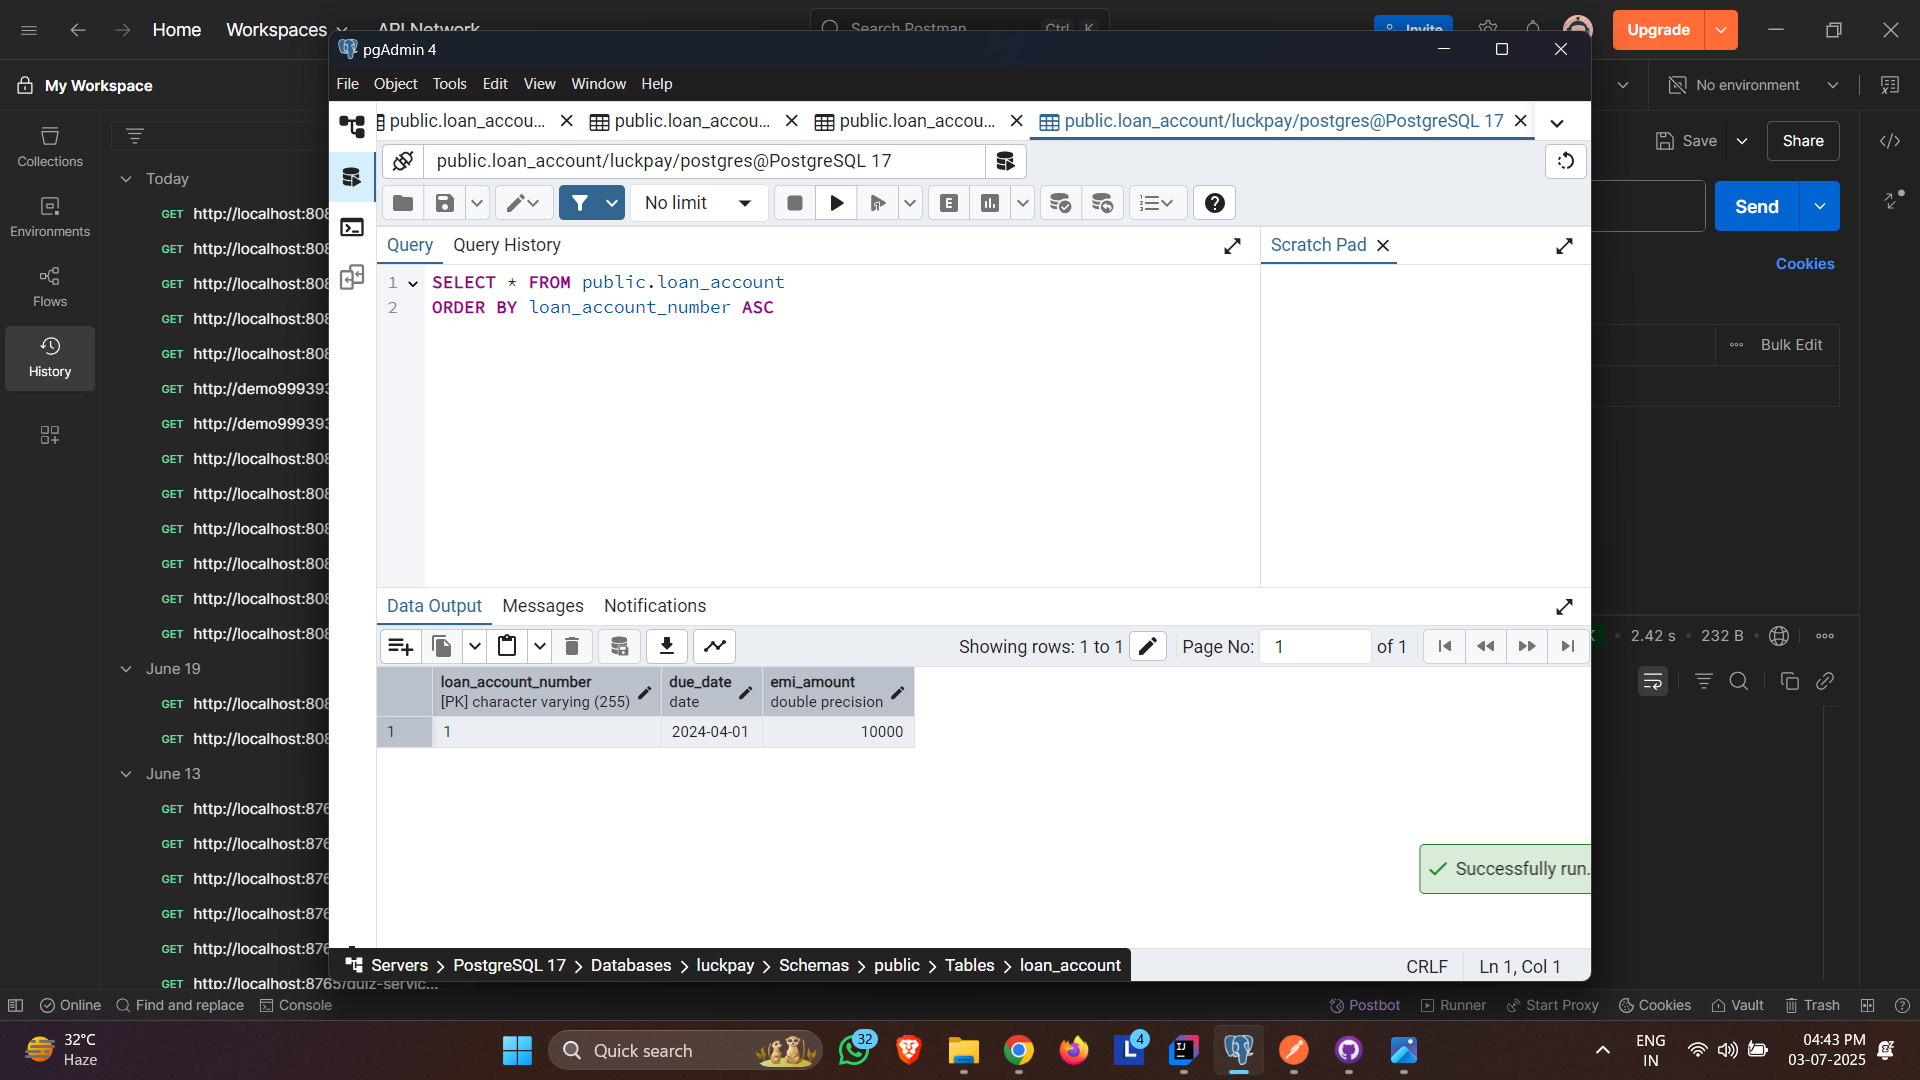 Home
Workspaces
API Network
Search Postman
Ctrl K
Invite
Upgrade
My Workspace
No environment
Collections
Environments
Flows
History
Today
GET http://localhost:808
GET http://localhost:808
GET http://localhost:808
GET http://localhost:808
GET http://localhost:808
GET http://demo999393
GET http://demo999393
GET http://localhost:808
GET http://localhost:808
GET http://localhost:808
GET http://localhost:808
GET http://localhost:808
GET http://localhost:808
June 19
GET http://localhost:808
GET http://localhost:808
June 13
GET http://localhost:876
GET http://localhost:876
GET http://localhost:876
GET http://localhost:876
GET http://localhost:876
GET http://localhost:8765/quiz-servic...
pgAdmin 4
File Object Tools Edit View Window Help
public.loan_accou...
public.loan_accou...
public.loan_accou...
public.loan_account/luckpay/postgres@PostgreSQL 17
public.loan_account/luckpay/postgres@PostgreSQL 17
No limit
E
Query
Query History
Scratch Pad
1 SELECT * FROM public.loan_account
2 ORDER BY loan_account_number ASC
Data Output Messages Notifications
Showing rows: 1 to 1
Page No: 1 of 1
loan_account_number
[PK] character varying (255)
due_date
date
emi_amount
double precision
1 1 2024-04-01 10000
Successfully run.
Servers > PostgreSQL 17 > Databases > luckpay > Schemas > public > Tables > loan_account
CRLF
Ln 1, Col 1
Save
Share
Send
Cookies
Bulk Edit
2.42 s
232 B
Online
Find and replace
Console
Postbot
Runner
Start Proxy
Cookies
Vault
Trash
32°C
Haze
Quick search
32
L
4
IJ
ENG
IN
04:43 PM
03-07-2025